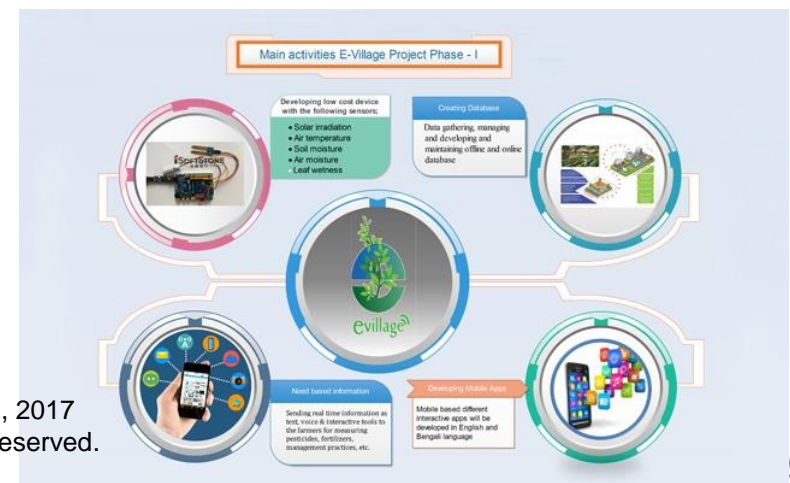 Main activities E-Village Project Phase - I
Developing low cost device
with the following sensors;
• Solar irradiation
• Air temperature
• Soil moisture
• Air moisture
• Leaf wetness
Creating Database
Data gathering, managing
and developing and
maintaining offline and online
database
iSoftStone
evillage
Need based information
Sending real time information as
text, voice & interactive tools to
the farmers for measuring
pesticides, fertilizers,
management practices, etc.
Developing Mobile Apps
Mobile based different
interactive apps will be
developed in English and
Bengali language
, 2017
eserved.